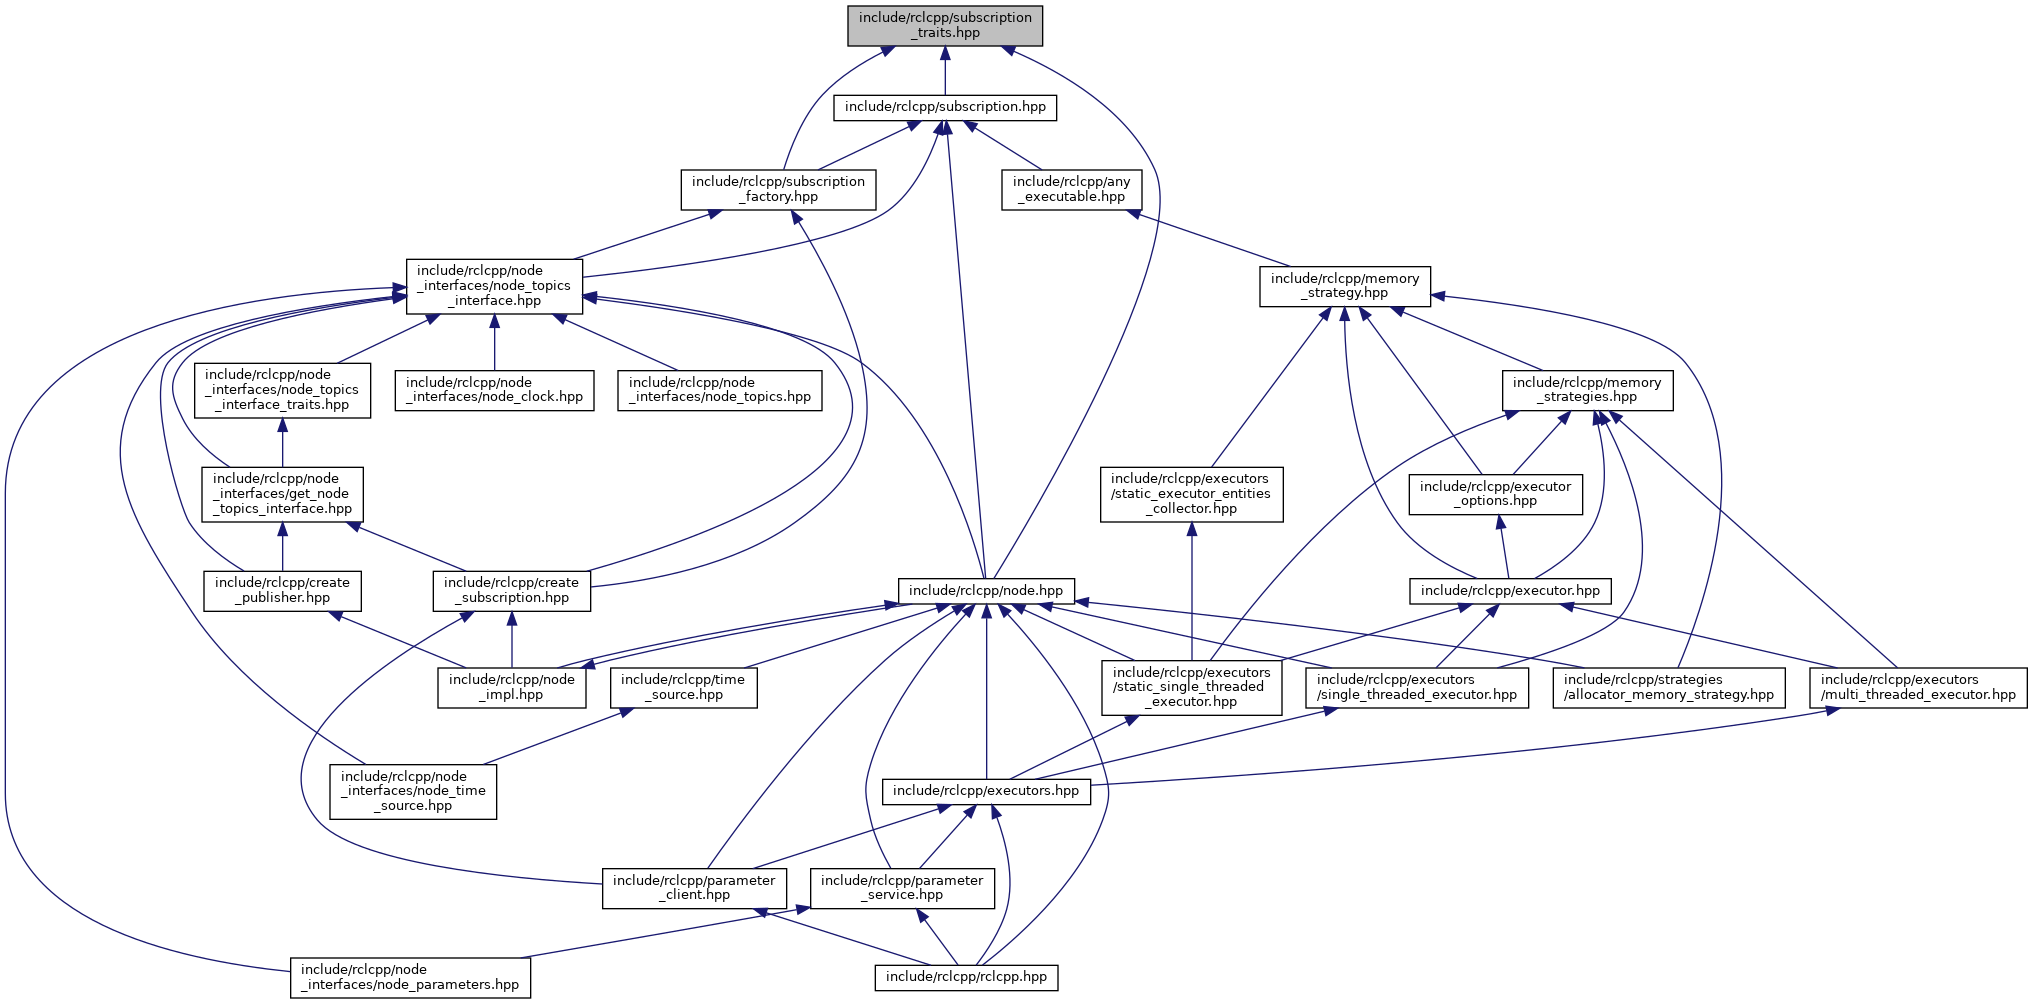 include/rclcpp/subscription
_traits.hpp
include/rclcpp/subscription.hpp
include/rclcpp/subscription
_factory.hpp
include/rclcpp/any
_executable.hpp
include/rclcpp/node
_interfaces/node_topics
_interface.hpp
include/rclcpp/memory
_strategy.hpp
include/rclcpp/node
_interfaces/node_topics
_interface_traits.hpp
include/rclcpp/node
_interfaces/node_clock.hpp
include/rclcpp/node
_interfaces/node_topics.hpp
include/rclcpp/memory
_strategies.hpp
include/rclcpp/node
_interfaces/get_node
_topics_interface.hpp
include/rclcpp/executors
/static_executor_entities
_collector.hpp
include/rclcpp/executor
_options.hpp
include/rclcpp/create
_publisher.hpp
include/rclcpp/create
_subscription.hpp
include/rclcpp/node.hpp
include/rclcpp/executor.hpp
include/rclcpp/node
_impl.hpp
include/rclcpp/time
_source.hpp
include/rclcpp/executors
/static_single_threaded
_executor.hpp
include/rclcpp/executors
/single_threaded_executor.hpp
include/rclcpp/strategies
/allocator_memory_strategy.hpp
include/rclcpp/executors
/multi_threaded_executor.hpp
include/rclcpp/node
_interfaces/node_time
_source.hpp
include/rclcpp/executors.hpp
include/rclcpp/parameter
_client.hpp
include/rclcpp/parameter
_service.hpp
include/rclcpp/node
_interfaces/node_parameters.hpp
include/rclcpp/rclcpp.hpp